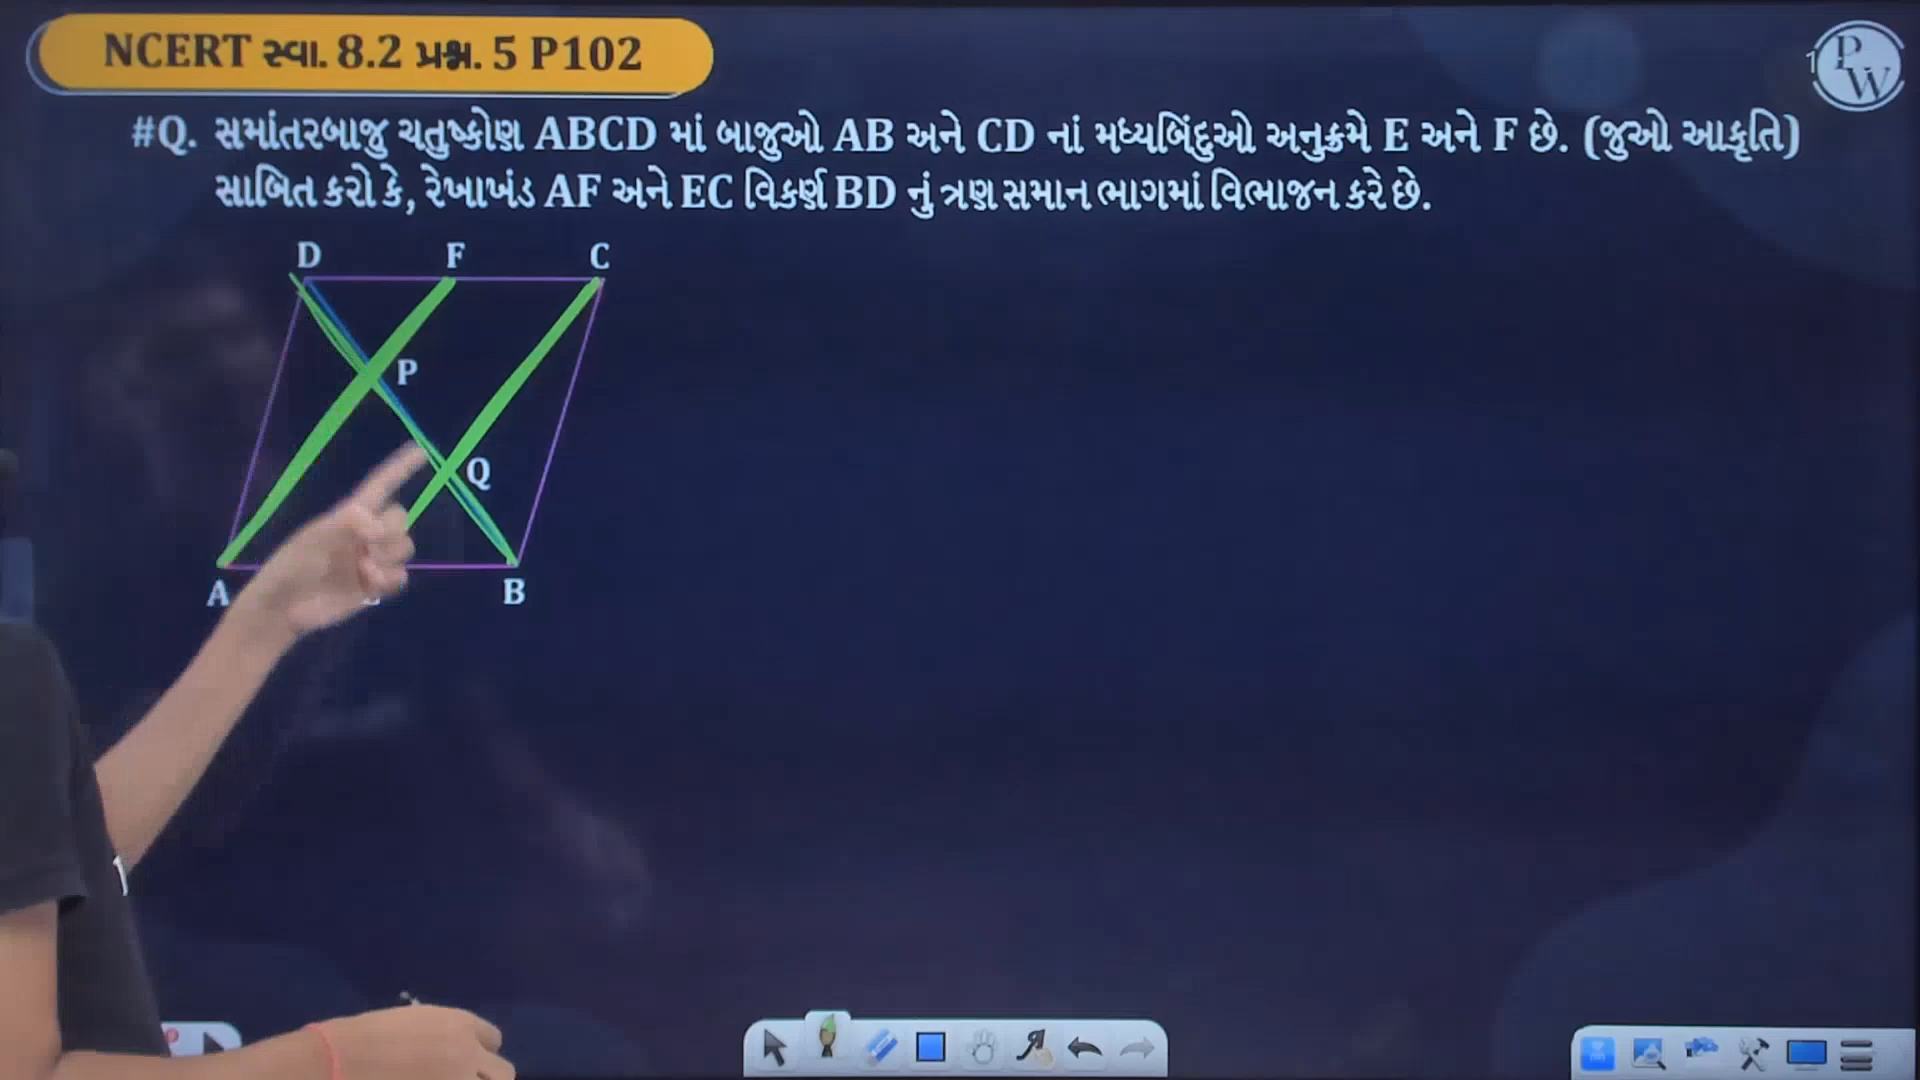 NCERT સ્વા. 8.2 પ્રશ્ન. 5 P102
PW
#Q. સમાંતરબાજુ ચતુષ્કોણ ABCD માં બાજુઓ AB અને CD નાં મધ્યબિંદુઓ અનુક્રમે E અને F છે. (જુઓ આકૃતિ)
સાબિત કરો કે, રેખાખંડ AF અને EC વિકર્ણ BD નું ત્રણ સમાન ભાગમાં વિભાજન કરે છે.
D F C
P
Q
A B